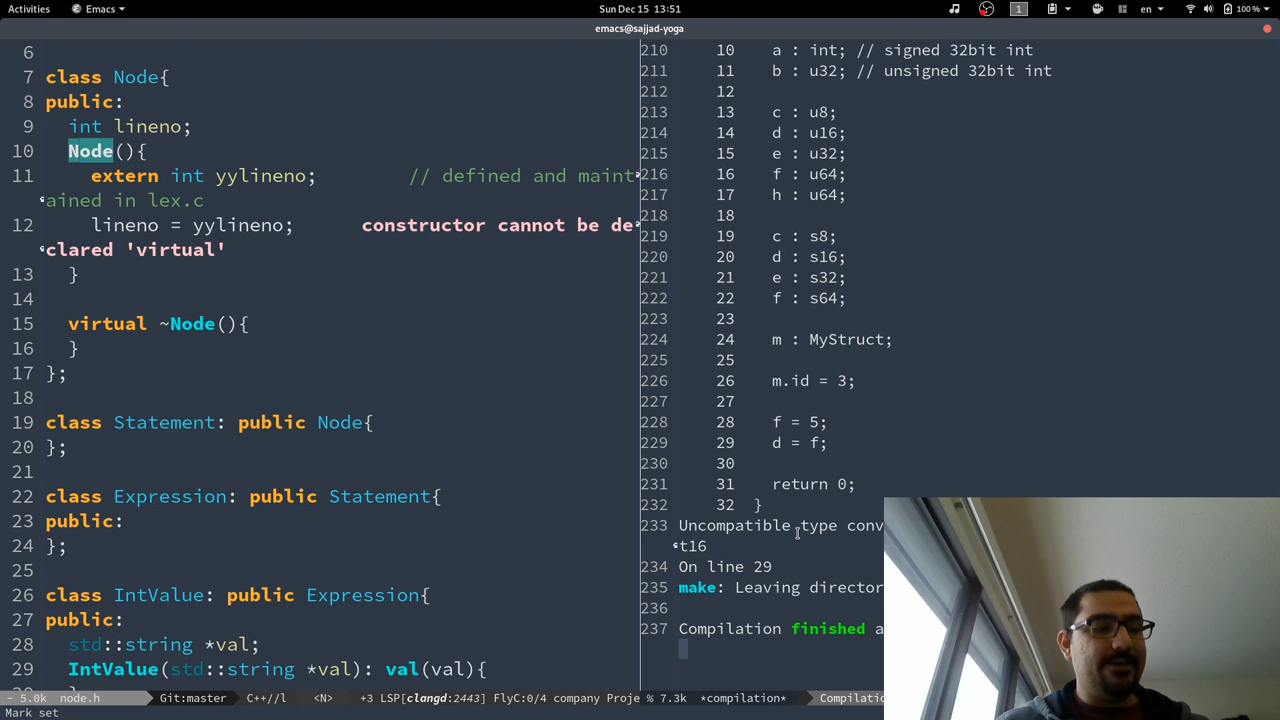 Activities Emacs Sun Dec 15 13:51 1 en 100 %
emacs@sajjad-yoga
6
7 class Node{
8 public:
9 int lineno;
10 Node(){
11 extern int yylineno; // defined and maint
ained in lex.c
12 lineno = yylineno; constructor cannot be de
clared 'virtual'
13 }
14
15 virtual ~Node(){
16 }
17 };
18
19 class Statement: public Node{
20 };
21
22 class Expression: public Statement{
23 public:
24 };
25
26 class IntValue: public Expression{
27 public:
28 std::string *val;
29 IntValue(std::string *val): val(val){
- 5.0k node.h Git:master C++//l <N> +3 LSP[clangd:2443] FlyC:0/4 company Proje
Mark set
210 10 a : int; // signed 32bit int
211 11 b : u32; // unsigned 32bit int
212 12
213 13 c : u8;
214 14 d : u16;
215 15 e : u32;
216 16 f : u64;
217 17 h : u64;
218 18
219 19 c : s8;
220 20 d : s16;
221 21 e : s32;
222 22 f : s64;
223 23
224 24 m : MyStruct;
225 25
226 26 m.id = 3;
227 27
228 28 f = 5;
229 29 d = f;
230 30
231 31 return 0;
232 32 }
233 Uncompatible type conv
t16
234 On line 29
235 make: Leaving director
236
237 Compilation finished a
% 7.3k *compilation* Compilatio